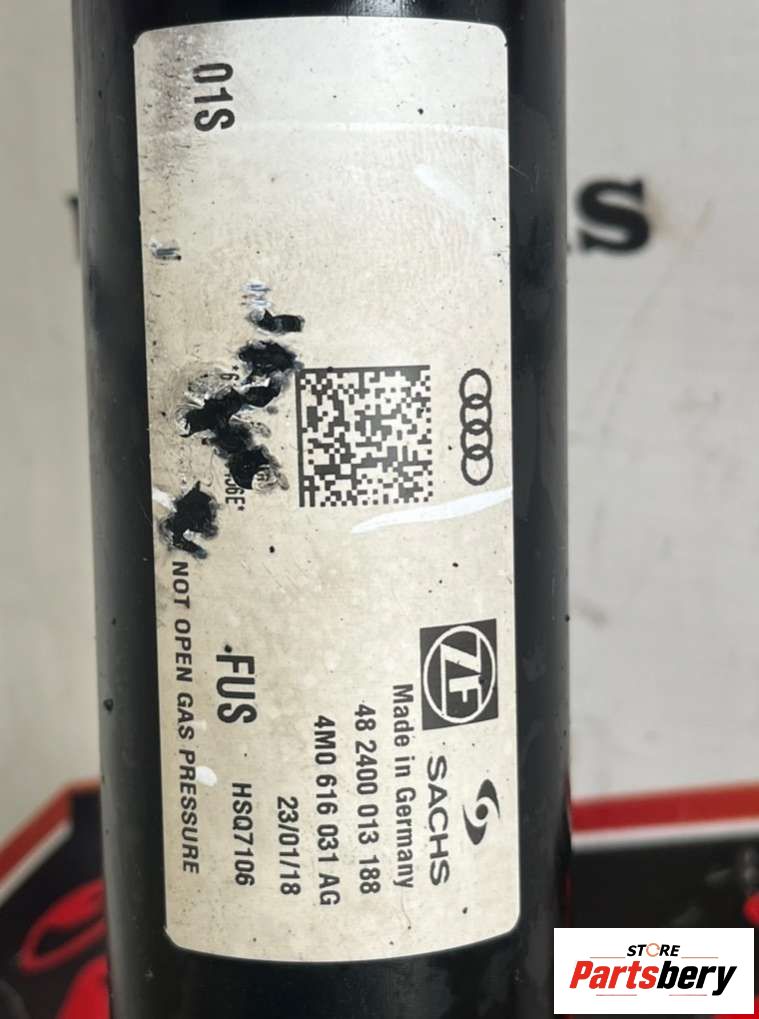 01S
ZF
SACHS
Made in Germany
48 2400 013 188
4M0 616 031 AG
23/01/18
FUS
HSQ7106
NOT OPEN GAS PRESSURE
S
STORE
Partsbery